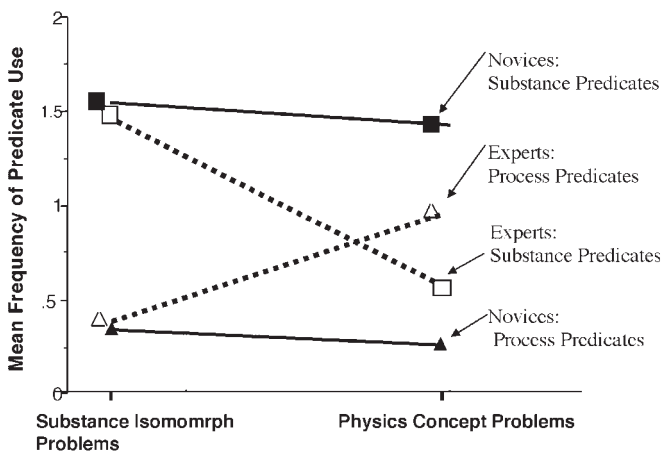 Mean Frequency of Predicate Use
2
1.5
1
.5
0
Novices:
Substance Predicates
Experts:
Process Predicates
Experts:
Substance Predicates
Novices:
Process Predicates
Substance Isomomrph
Problems
Physics Concept Problems